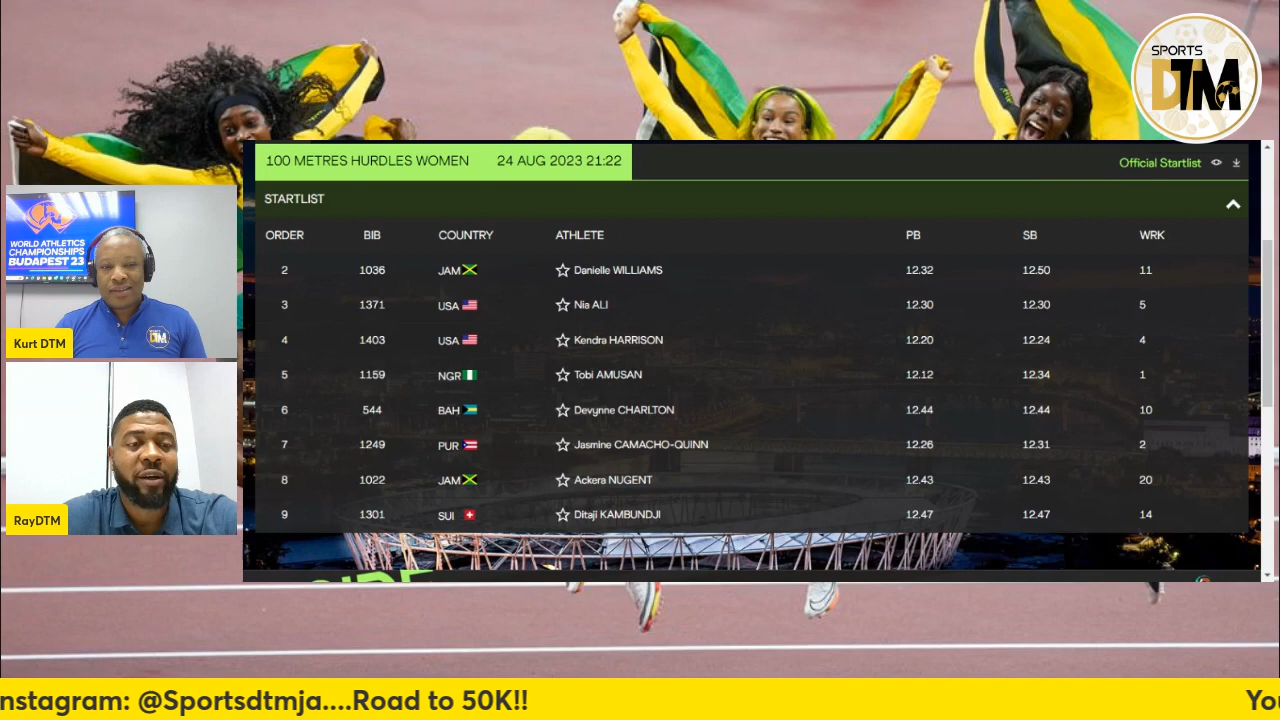 SPORTS
DTM
100 METRES HURDLES WOMEN 24 AUG 2023 21:22 Official Startlist
STARTLIST
ORDER BIB COUNTRY ATHLETE PB SB WRK
2 1036 JAM Danielle WILLIAMS 12.32 12.50 11
3 1371 USA Nia ALI 12.30 12.30 5
4 1403 USA Kendra HARRISON 12.20 12.24 4
5 1159 NGR Tobi AMUSAN 12.12 12.34 1
6 544 BAH Devynne CHARLTON 12.44 12.44 10
7 1249 PUR Jasmine CAMACHO-QUINN 12.26 12.31 2
8 1022 JAM Ackera NUGENT 12.43 12.43 20
9 1301 SUI Ditaji KAMBUNDJI 12.47 12.47 14
WORLD ATHLETICS
CHAMPIONSHIPS
BUDAPEST 23
DTM
Kurt DTM
RayDTM
nstagram: @Sportsdtmja....Road to 50K!! You